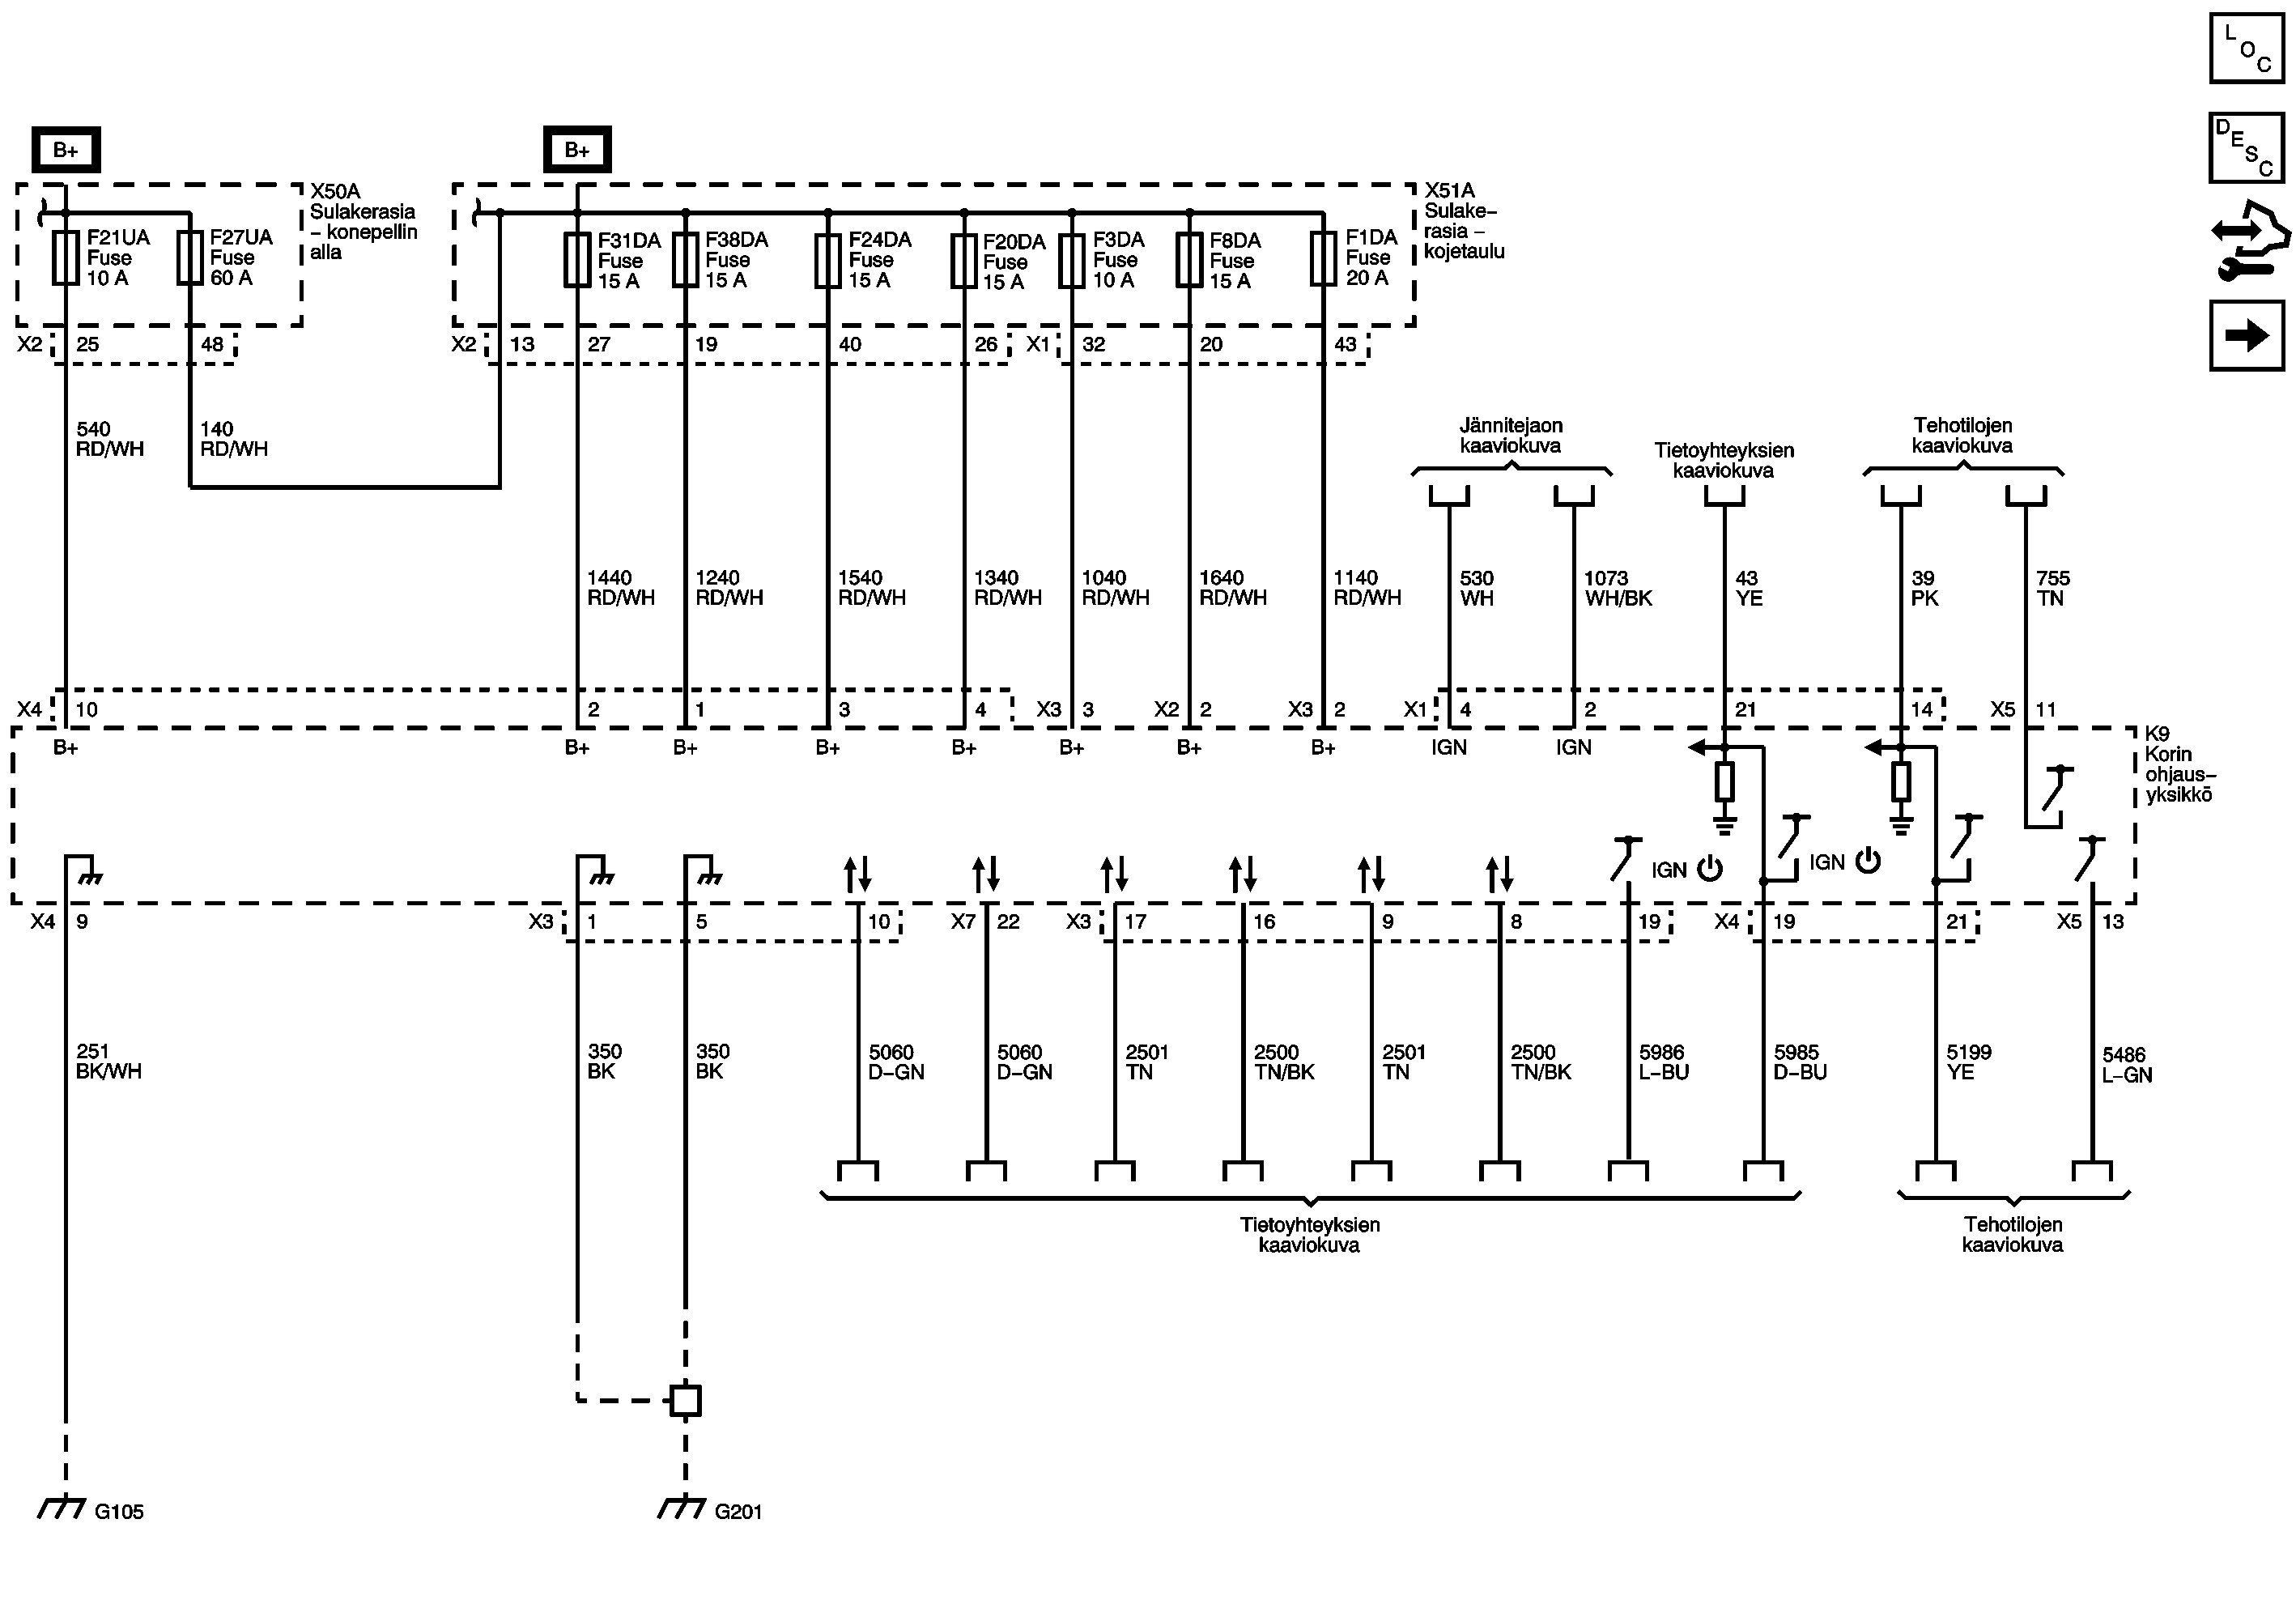 L
O
C
D
E
S
C
B+
B+
X50A
Sulakerasia
– konepellin
alla
X51A
Sulake–
rasia –
kojetaulu
F21UA
Fuse
10 A
F27UA
Fuse
60 A
F31DA
Fuse
15 A
F38DA
Fuse
15 A
F24DA
Fuse
15 A
F20DA
Fuse
15 A
F3DA
Fuse
10 A
F8DA
Fuse
15 A
F1DA
Fuse
20 A
X2 25 48 X2 13 27 19 40 26 X1 32 20 43
540
RD/WH
140
RD/WH
Jännitejaon
kaaviokuva
Tietoyhteyksien
kaaviokuva
Tehotilojen
kaaviokuva
1440
RD/WH
1240
RD/WH
1540
RD/WH
1340
RD/WH
1040
RD/WH
1640
RD/WH
1140
RD/WH
530
WH
1073
WH/BK
43
YE
39
PK
755
TN
X4 10 2 1 3 4 X3 3 X2 2 X3 2 X1 4 2 21 14 X5 11
B+ B+ B+ B+ B+ B+ B+ B+ IGN IGN
K9
Korin
ohjaus–
yksikkö
IGN
IGN
X4 9 X3 1 5 10 X7 22 X3 17 16 9 8 19 X4 19 21 X5 13
251
BK/WH
350
BK
350
BK
5060
D–GN
5060
D–GN
2501
TN
2500
TN/BK
2501
TN
2500
TN/BK
5986
L–BU
5985
D–BU
5199
YE
5486
L–GN
Tietoyhteyksien
kaaviokuva
Tehotilojen
kaaviokuva
G105
G201